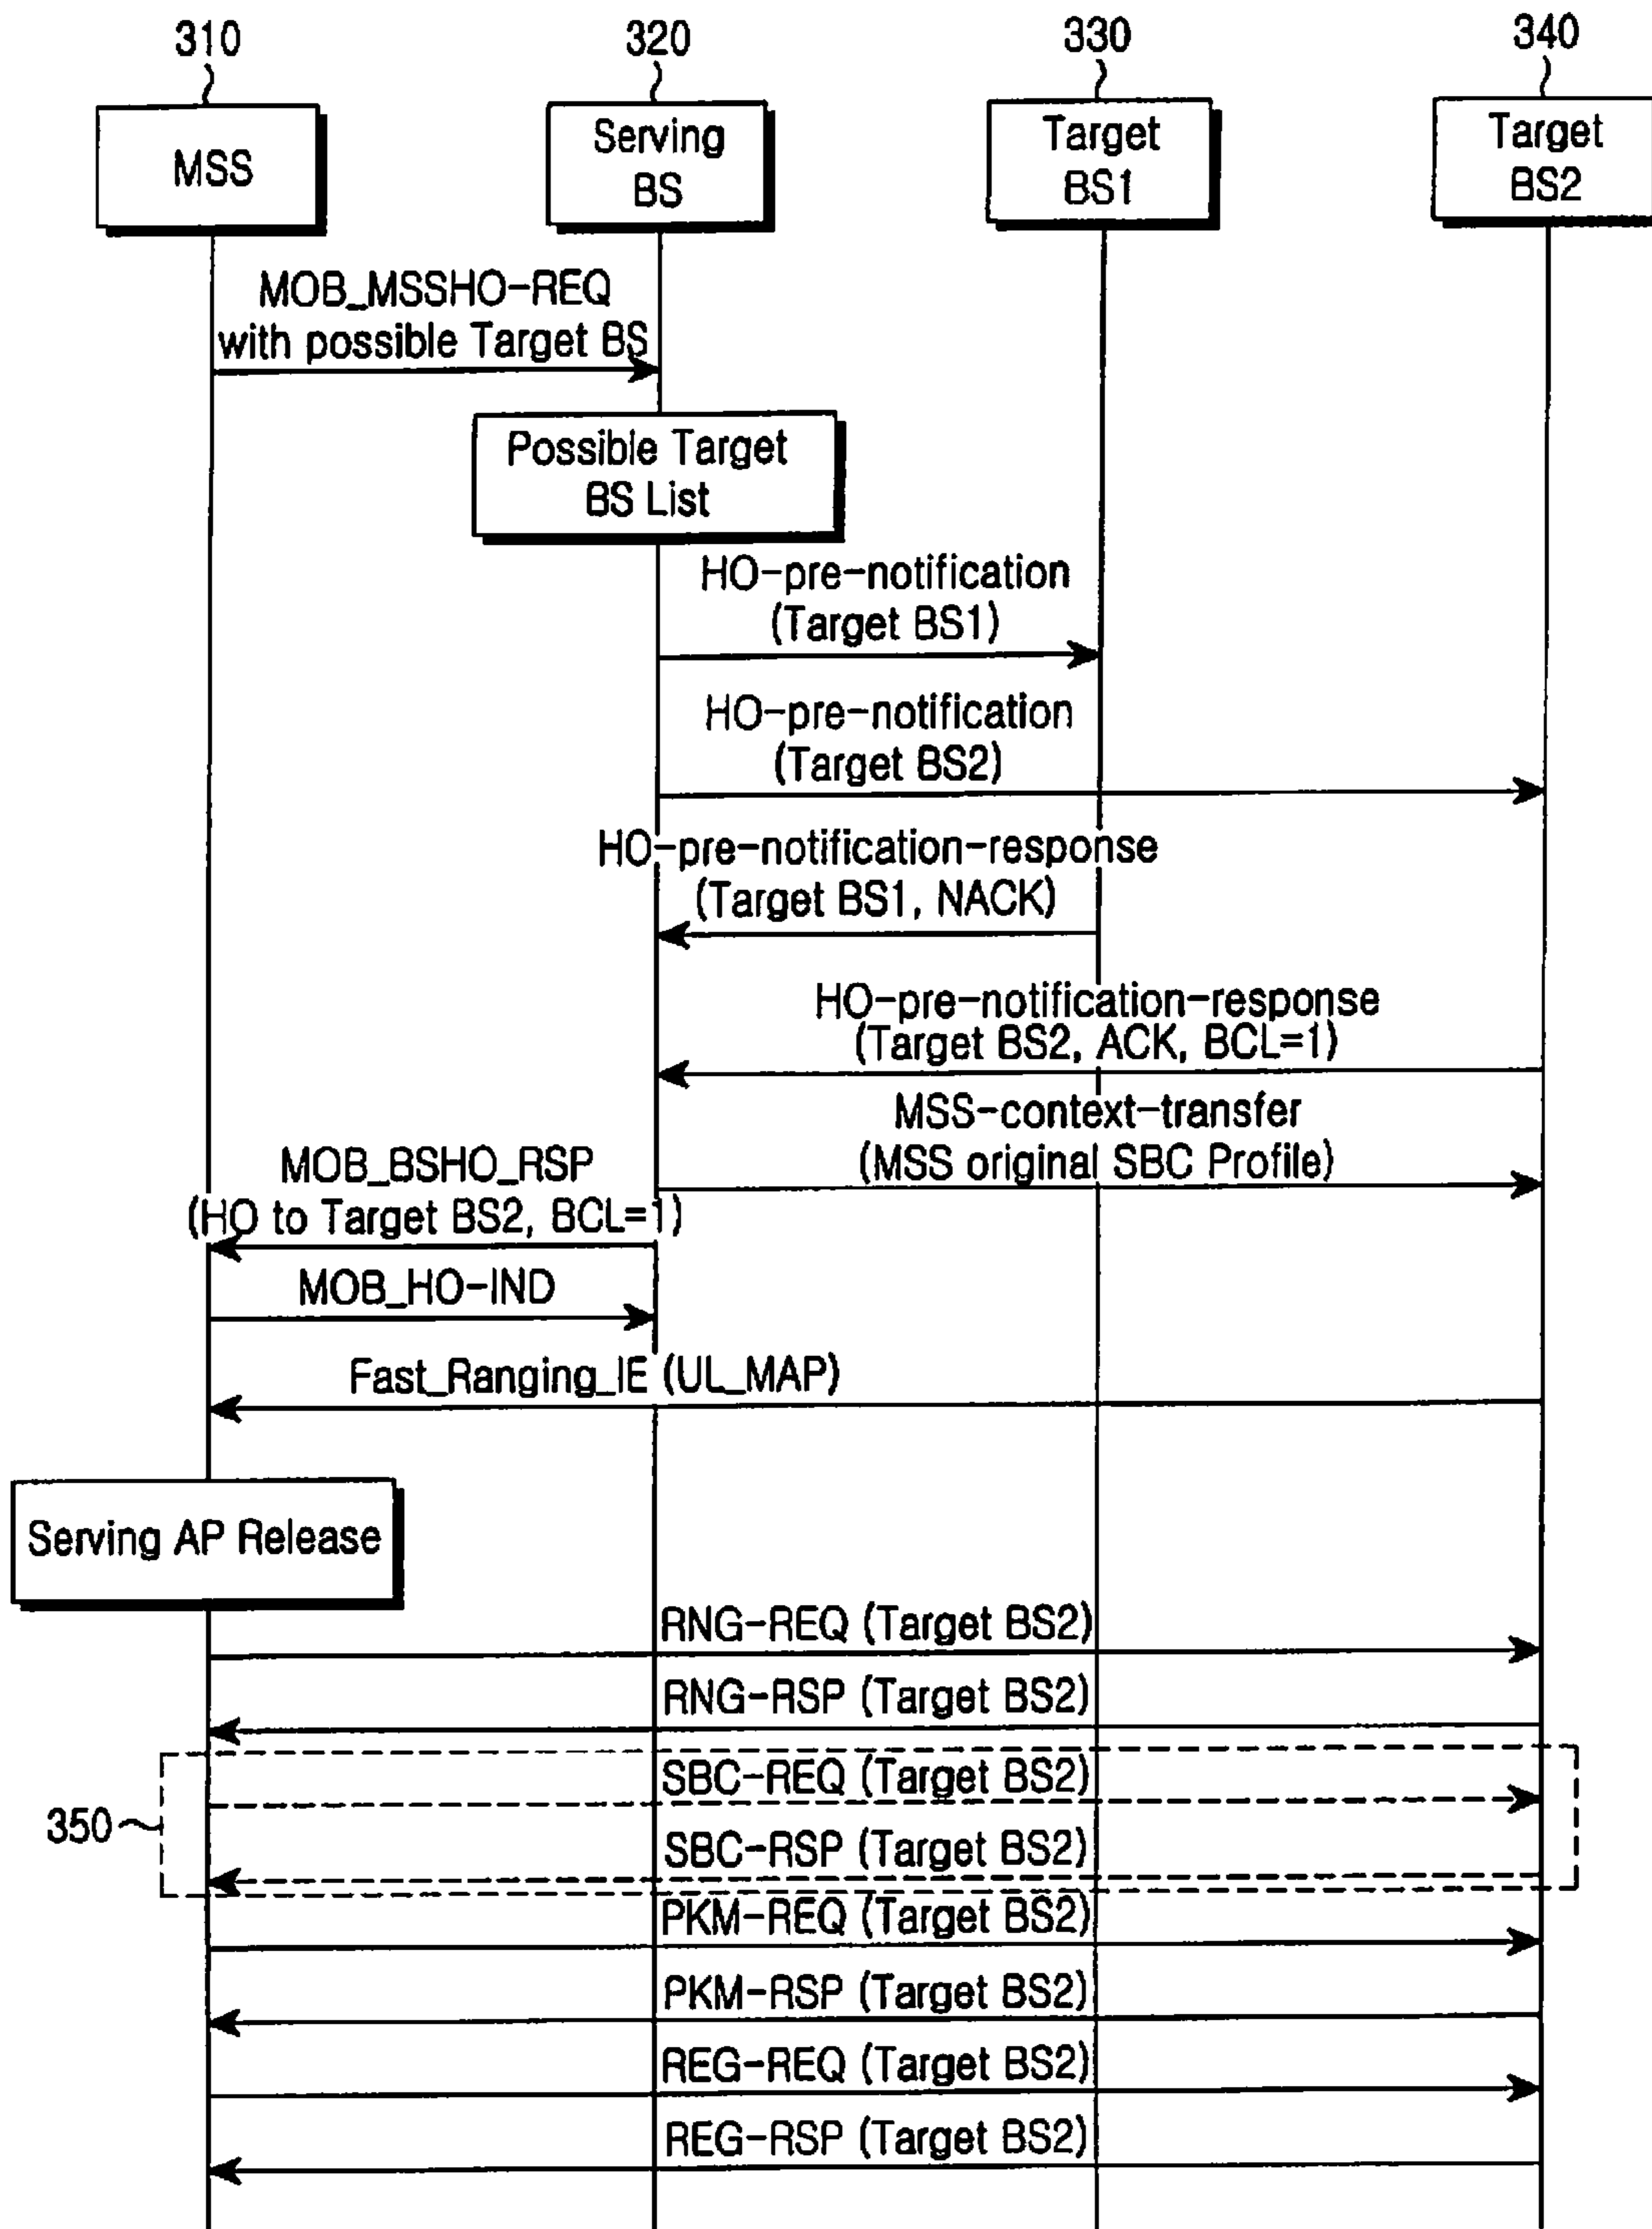 310
320
330
340
MSS
Serving
BS
Target
BS1
Target
BS2
MOB_MSSHO-REQ
with possible Target BS
Possible Target
BS List
HO-pre-notification
(Target BS1)
HO-pre-notification
(Target BS2)
HO-pre-notification-response
(Target BS1, NACK)
HO-pre-notification-response
(Target BS2, ACK, BCL=1)
MSS-context-transfer
(MSS original SBC Profile)
MOB_BSHO_RSP
(HO to Target BS2, BCL=1)
MOB_HO-IND
Fast_Ranging_IE (UL_MAP)
Serving AP Release
RNG-REQ (Target BS2)
RNG-RSP (Target BS2)
SBC-REQ (Target BS2)
350
SBC-RSP (Target BS2)
PKM-REQ (Target BS2)
PKM-RSP (Target BS2)
REG-REQ (Target BS2)
REG-RSP (Target BS2)